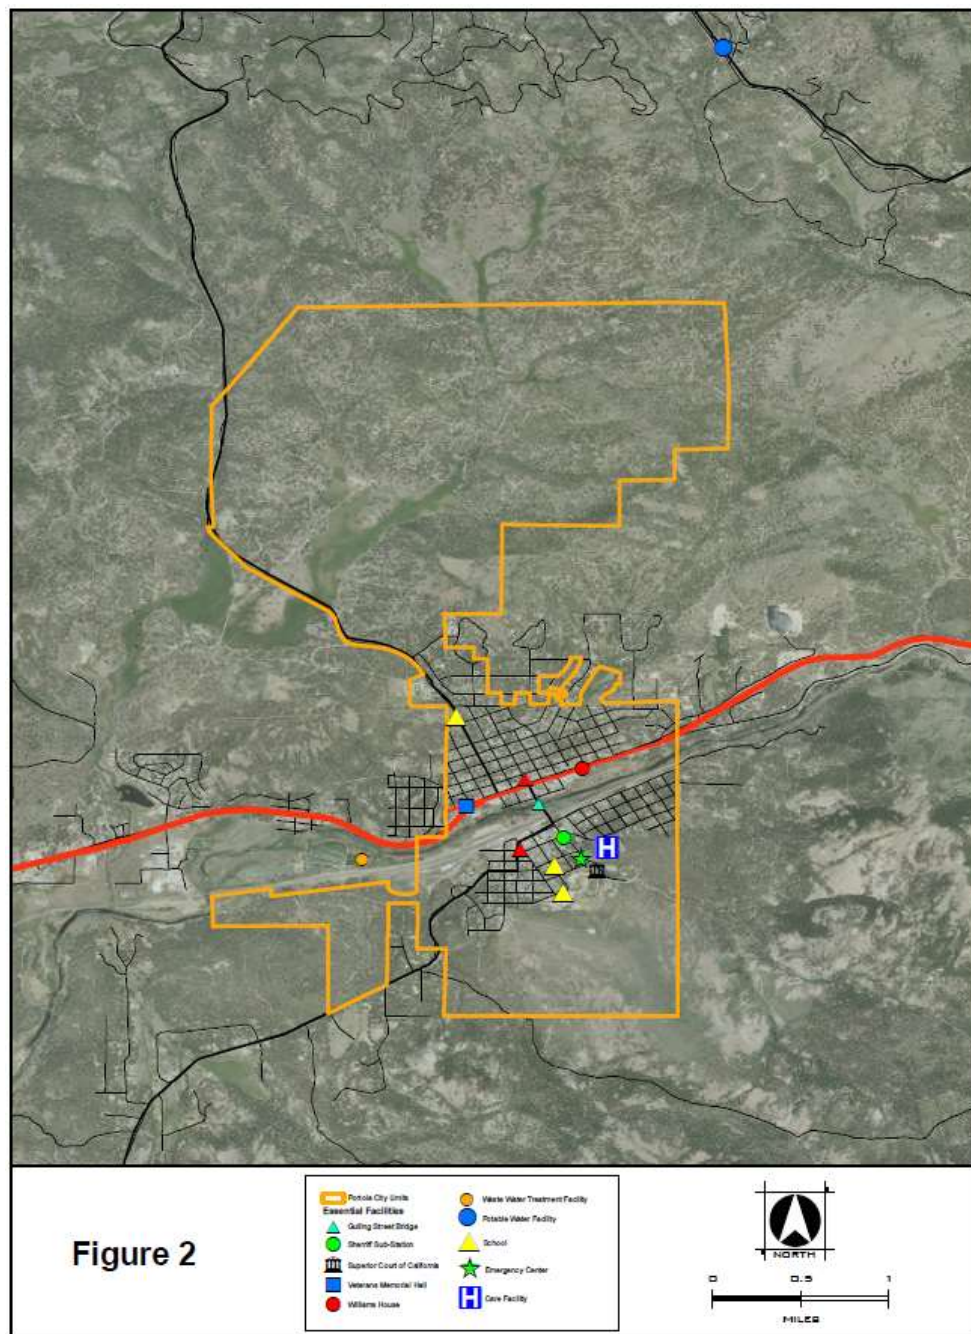 H
Figure 2
Portola City Limits
Essential Facilities
Gulling Street Bridge
Sherriff Sub-Station
Superior Court of California
Veterans Memorial Hall
Williams House
Waste Water Treatment Facility
Potable Water Facility
School
Emergency Center
H Care Facility
NORTH
0 0.5 1
MILES